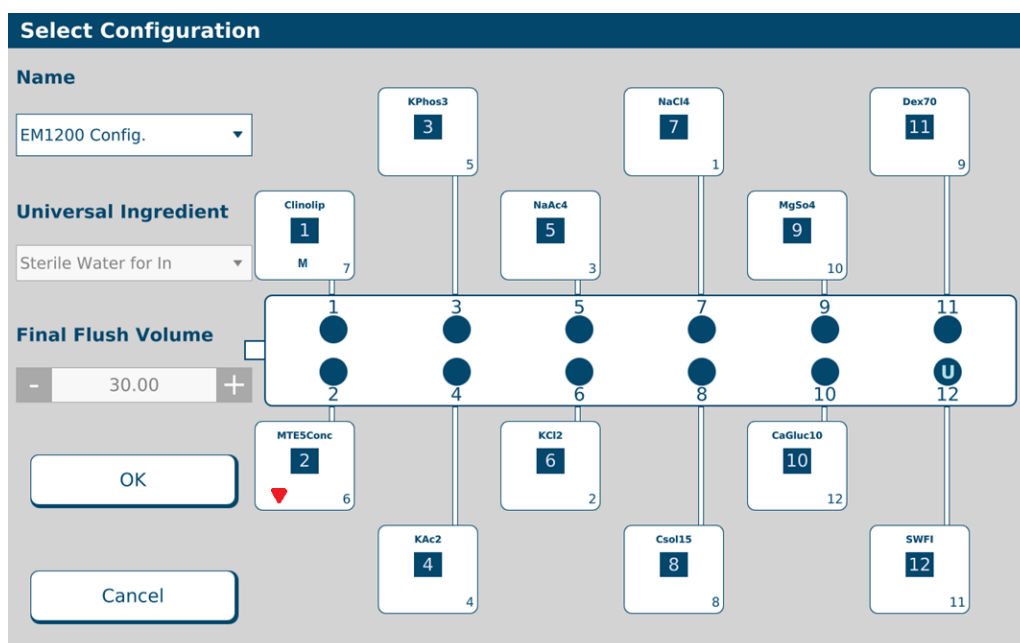 Select Configuration
Name
EM1200 Config.
Universal Ingredient
Sterile Water for In
Final Flush Volume
- 30.00 +
OK
Cancel
KPhos3
3
5
NaCl4
7
1
Dex70
11
9
Clinolip
1
M 7
NaAc4
5
3
MgSo4
9
10
1 3 5 7 9 11
U
2 4 6 8 10 12
MTE5Conc
2
6
KCl2
6
2
CaGluc10
10
12
KAc2
4
4
Csol15
8
8
SWFI
12
11